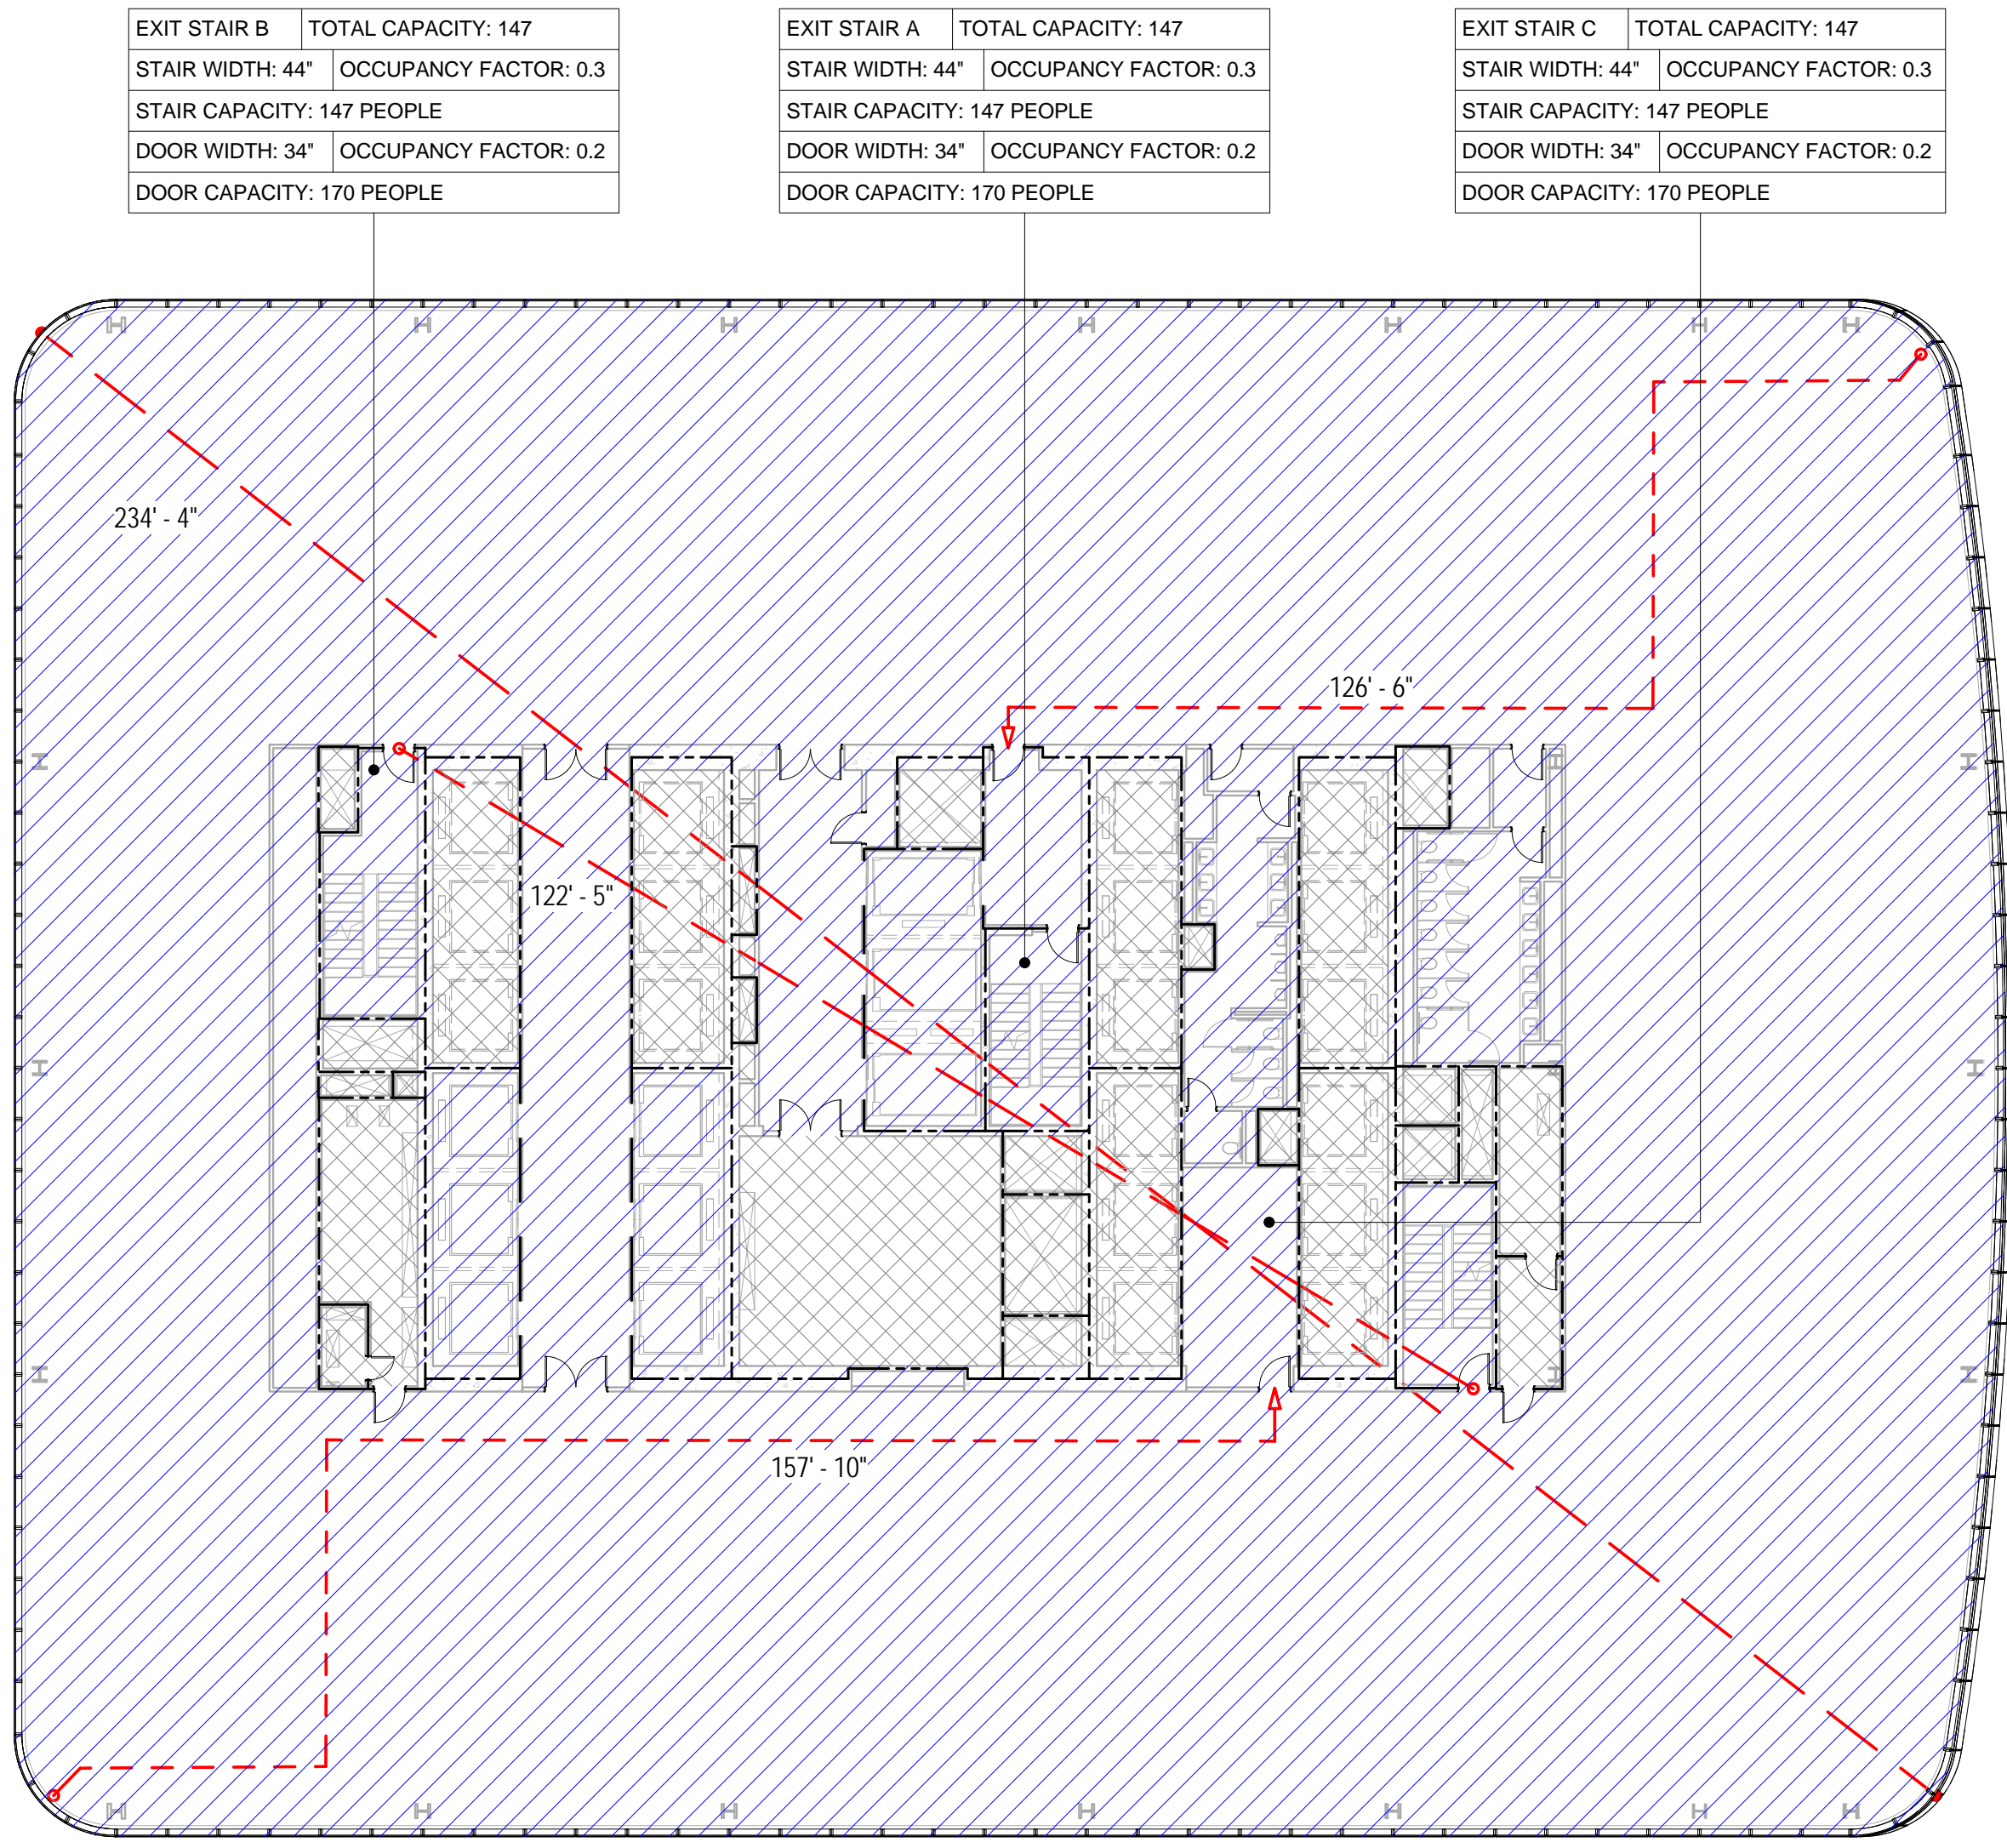 EXIT STAIR B TOTAL CAPACITY: 147
STAIR WIDTH: 44" OCCUPANCY FACTOR: 0.3
STAIR CAPACITY: 147 PEOPLE
DOOR WIDTH: 34" OCCUPANCY FACTOR: 0.2
DOOR CAPACITY: 170 PEOPLE
EXIT STAIR A TOTAL CAPACITY: 147
STAIR WIDTH: 44" OCCUPANCY FACTOR: 0.3
STAIR CAPACITY: 147 PEOPLE
DOOR WIDTH: 34" OCCUPANCY FACTOR: 0.2
DOOR CAPACITY: 170 PEOPLE
EXIT STAIR C TOTAL CAPACITY: 147
STAIR WIDTH: 44" OCCUPANCY FACTOR: 0.3
STAIR CAPACITY: 147 PEOPLE
DOOR WIDTH: 34" OCCUPANCY FACTOR: 0.2
DOOR CAPACITY: 170 PEOPLE
234' - 4"
126' - 6"
122' - 5"
157' - 10"